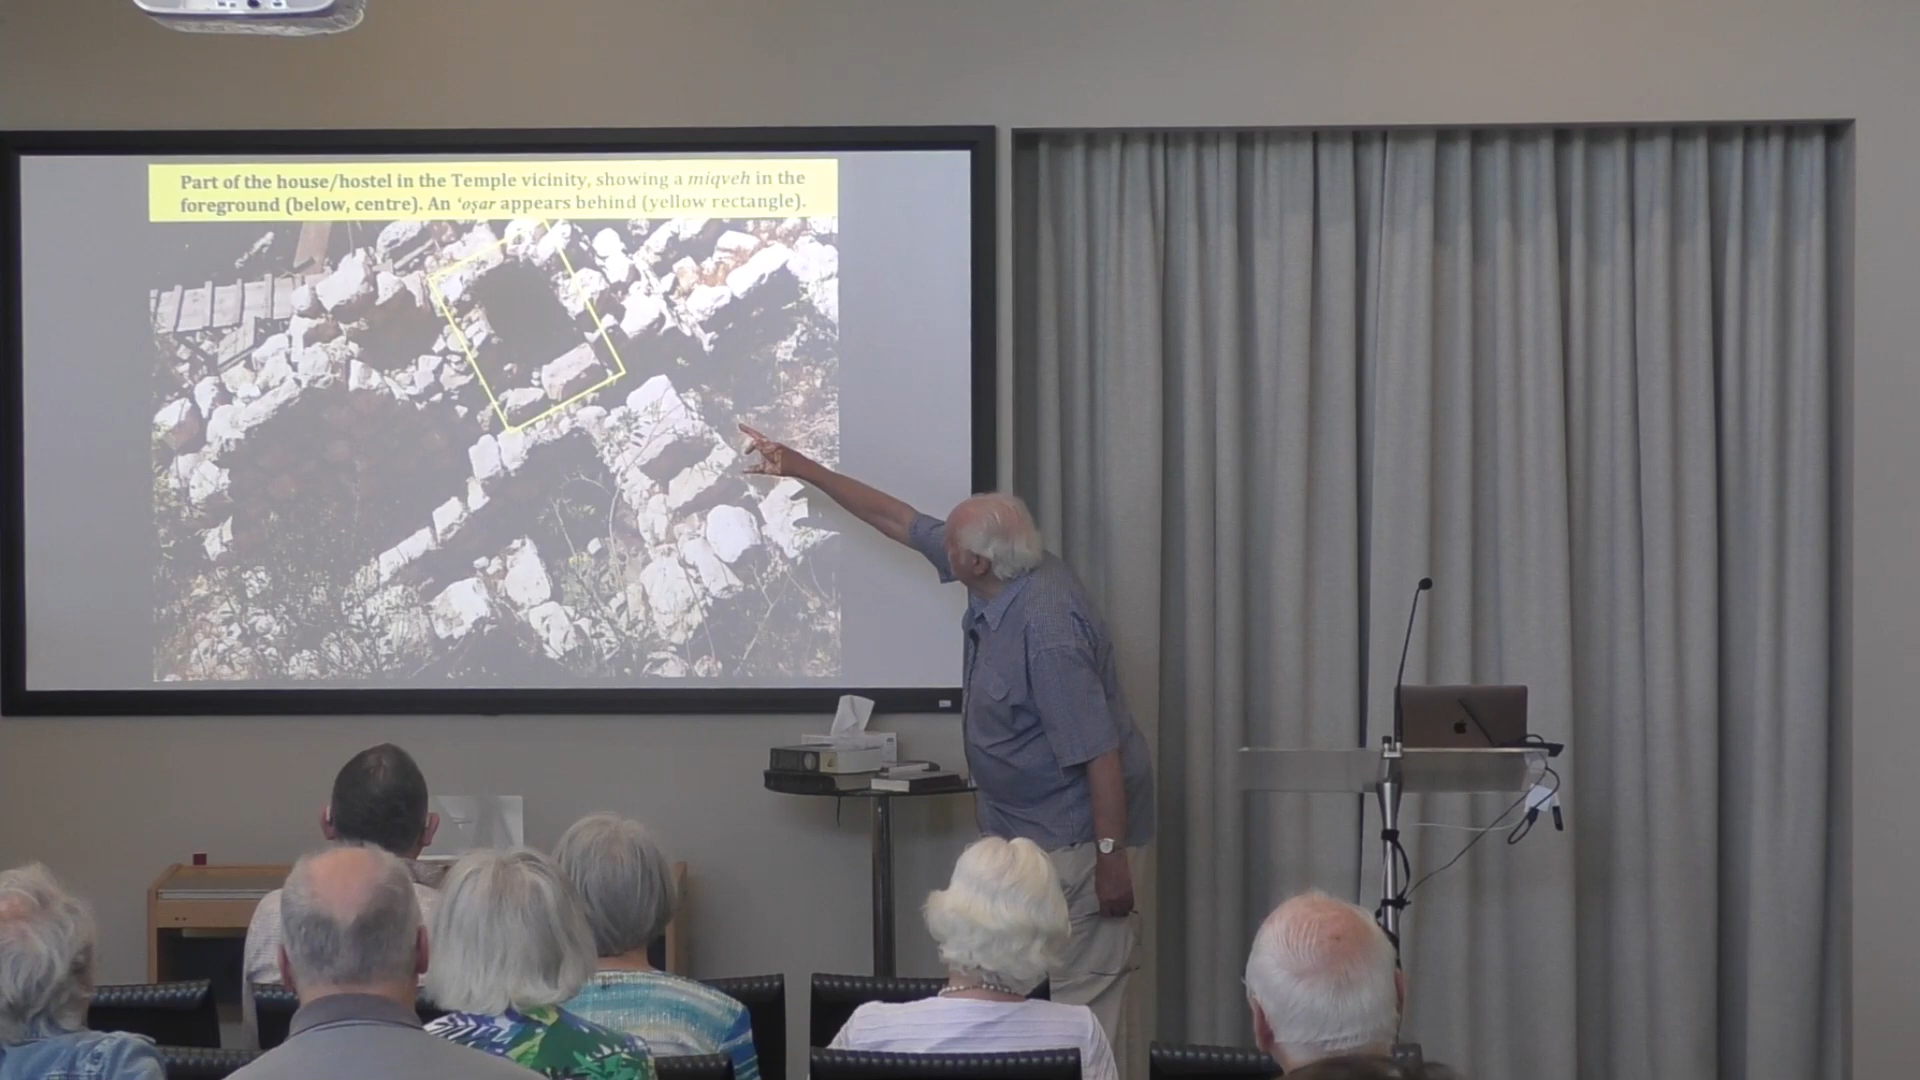 Part of the house/hostel in the Temple vicinity, showing a miqveh in the
foreground (below, centre). An ‘oṣar appears behind (yellow rectangle).